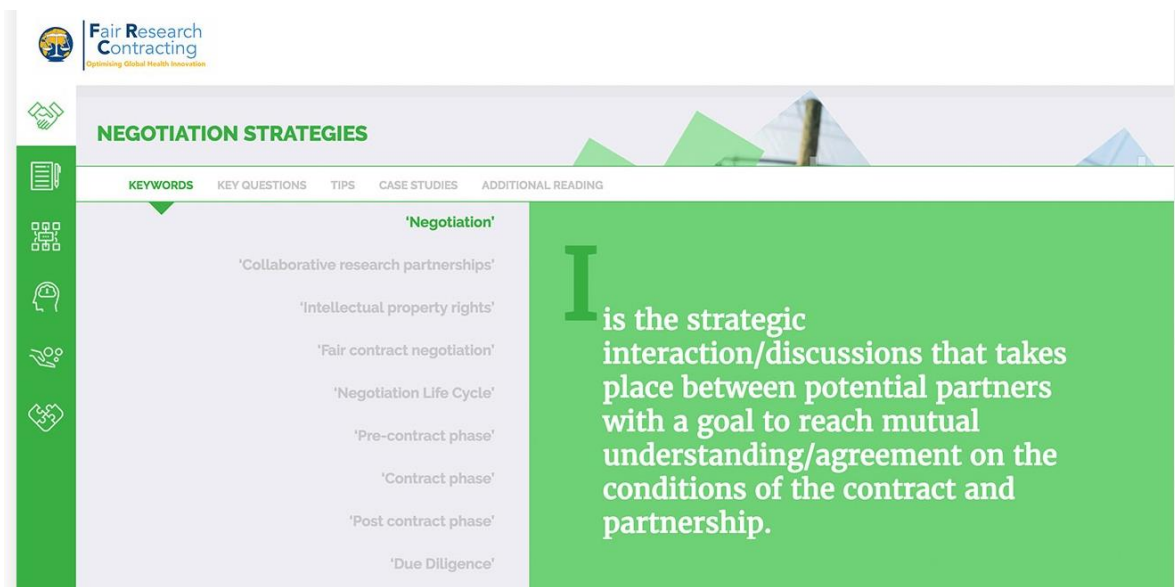 Fair Research
Contracting
Optimising Global Health Innovation
NEGOTIATION STRATEGIES
KEYWORDS KEY QUESTIONS TIPS CASE STUDIES ADDITIONAL READING
‘Negotiation’
‘Collaborative research partnerships’
‘Intellectual property rights’
‘Fair contract negotiation’
‘Negotiation Life Cycle’
‘Pre-contract phase’
‘Contract phase’
‘Post contract phase’
‘Due Diligence’
I
is the strategic
interaction/discussions that takes
place between potential partners
with a goal to reach mutual
understanding/agreement on the
conditions of the contract and
partnership.